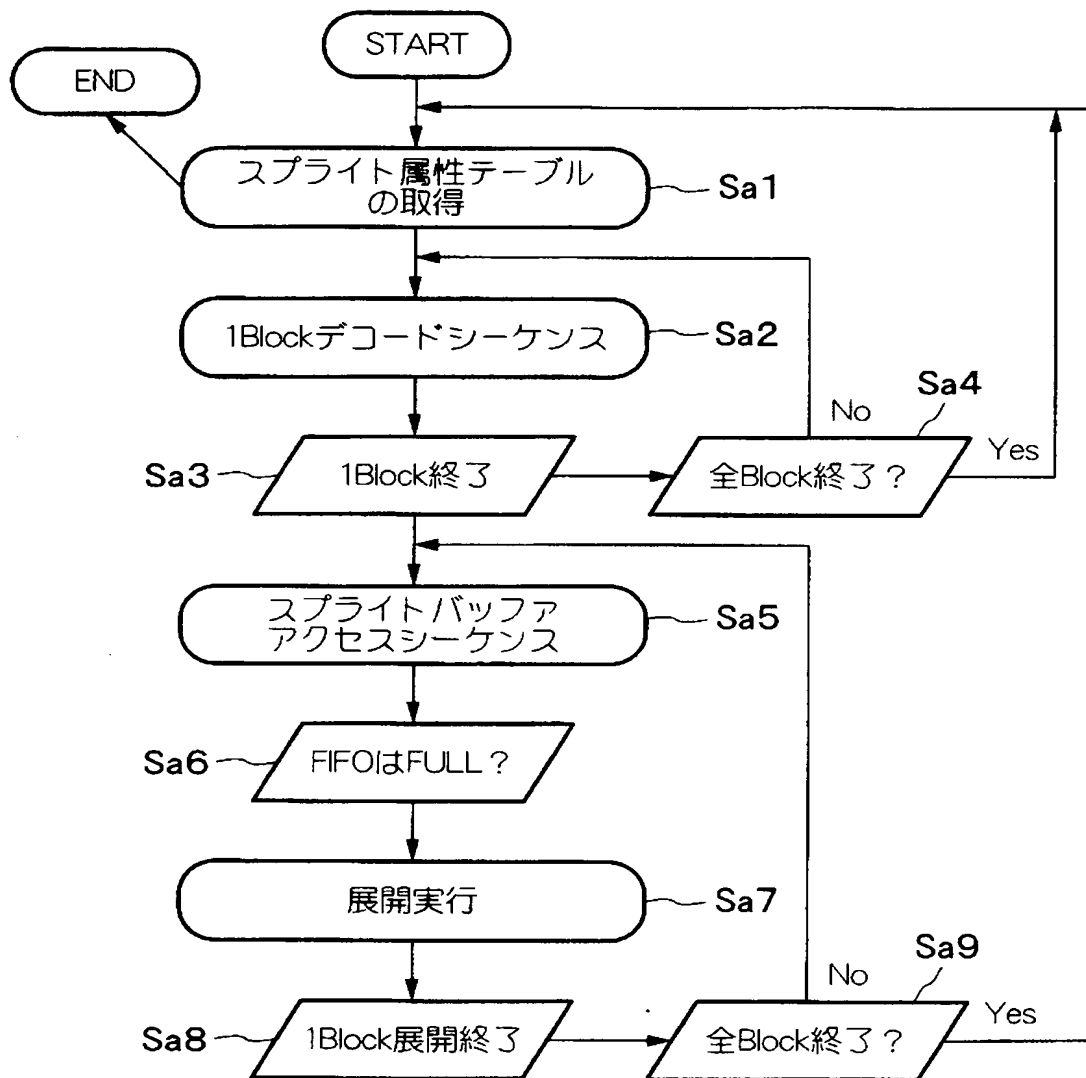 START
END
スプライト属性テーブル
の取得
Sa1
1Blockデコードシーケンス
Sa2
No
Sa4
Sa3
1Block終了
全Block終了？
Yes
スプライトバッファ
アクセスシーケンス
Sa5
Sa6
FIFOはFULL？
展開実行
Sa7
No
Sa9
Sa8
1Block展開終了
全Block終了？
Yes